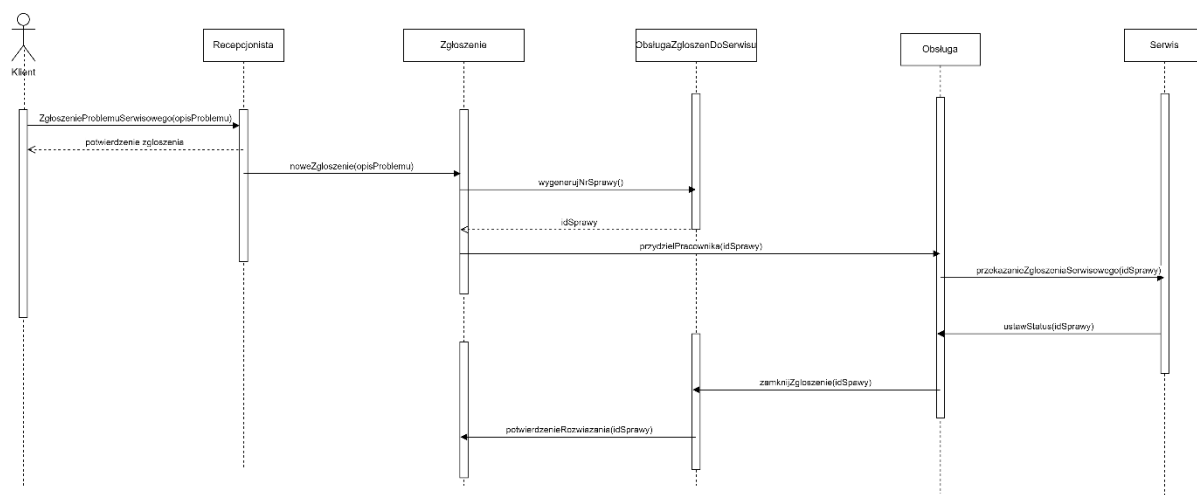 Klient
Recepcjonista
Zgłoszenie
ObsługaZgloszenDoSerwisu
Obsługa
Serwis
ZgłoszenieProblemuSerwisowego(opisProblemu)
potwierdzenie zgloszenia
noweZgloszenie(opisProblemu)
wygenerujNrSprawy()
idSprawy
przydzielPracownika(idSprawy)
przekazanieZgloszeniaSerwisowego(idSprawy)
ustawStatus(idSprawy)
zamknijZgloszenie(idSpawy)
potwierdzenieRozwiazania(idSprawy)